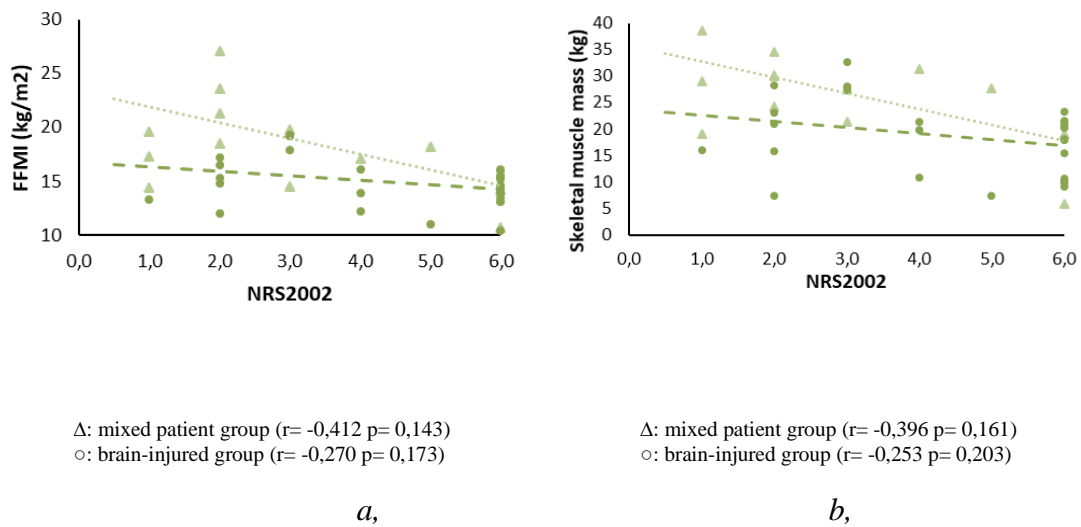 30
25
20
15
10
FFMI (kg/m2)
0,0 1,0 2,0 3,0 4,0 5,0 6,0
NRS2002
Δ: mixed patient group (r= -0,412 p= 0,143)
○: brain-injured group (r= -0,270 p= 0,173)
a,
40
35
30
25
20
15
10
5
0
Skeletal muscle mass (kg)
0,0 1,0 2,0 3,0 4,0 5,0 6,0
NRS2002
Δ: mixed patient group (r= -0,396 p= 0,161)
○: brain-injured group (r= -0,253 p= 0,203)
b,